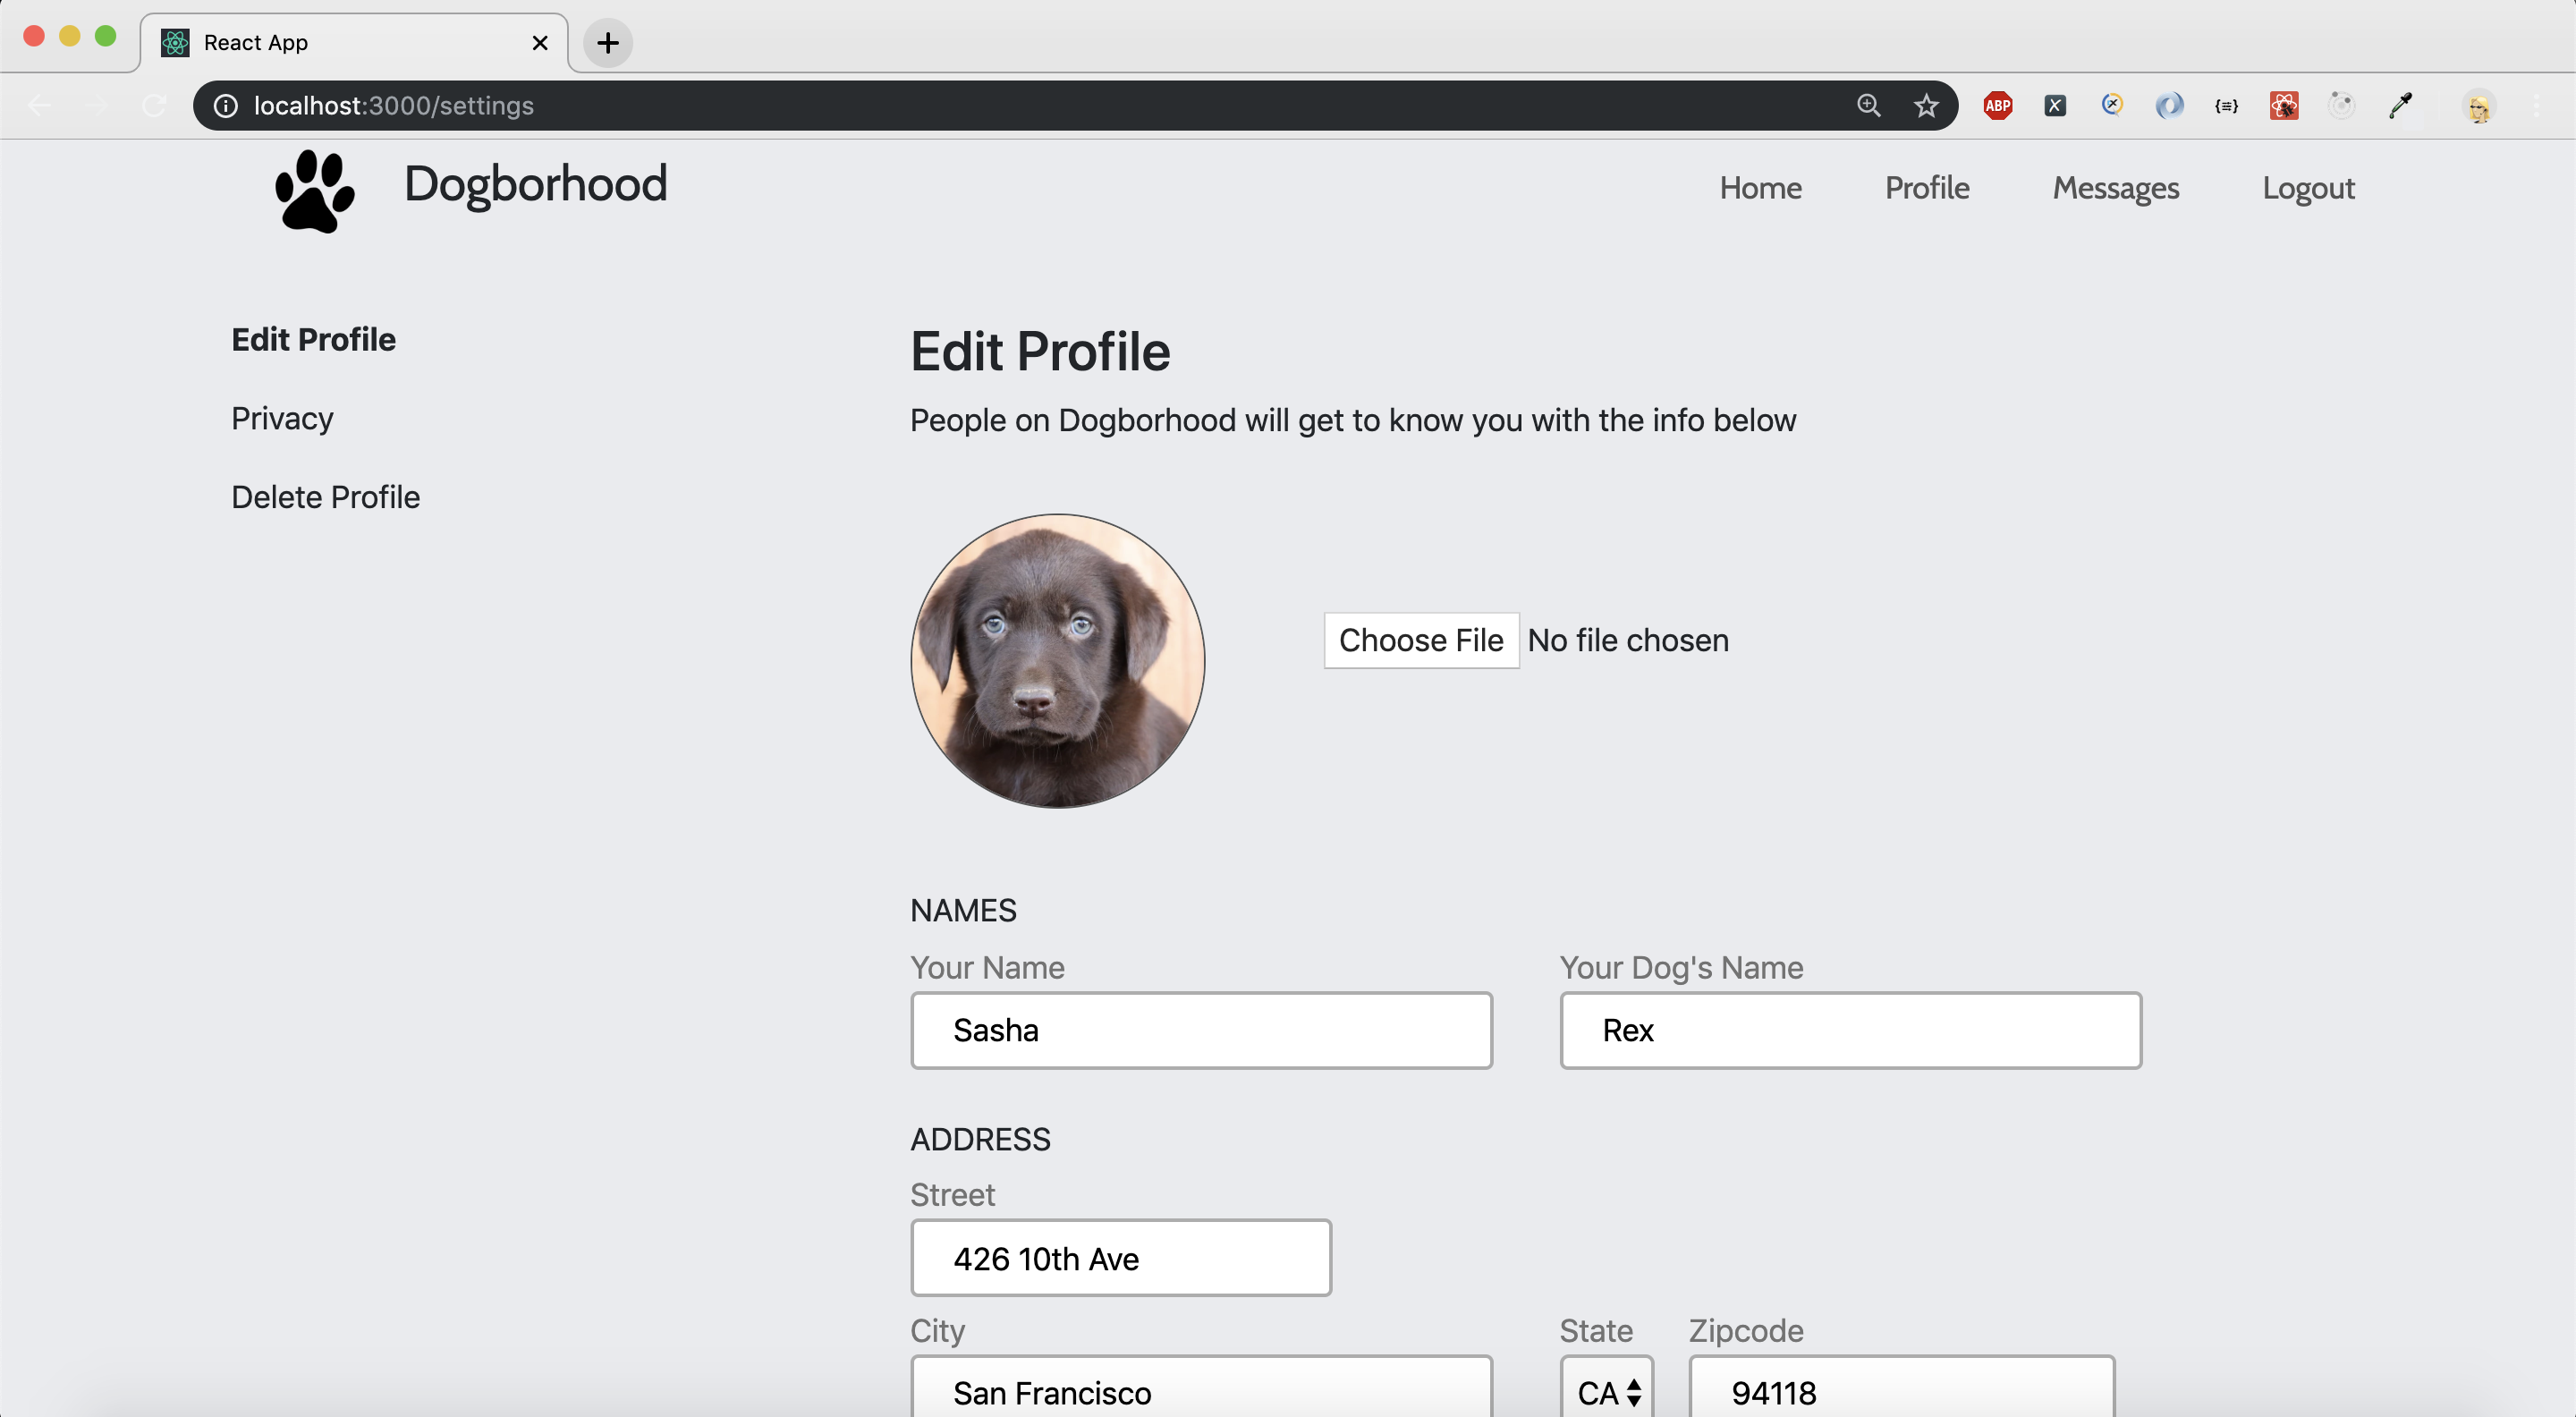 React App
localhost:3000/settings
ABP
Dogborhood
Home Profile Messages Logout
Edit Profile
Privacy
Delete Profile
Edit Profile
People on Dogborhood will get to know you with the info below
Choose File No file chosen
NAMES
Your Name Your Dog's Name
Sasha Rex
ADDRESS
Street
426 10th Ave
City State Zipcode
San Francisco CA 94118